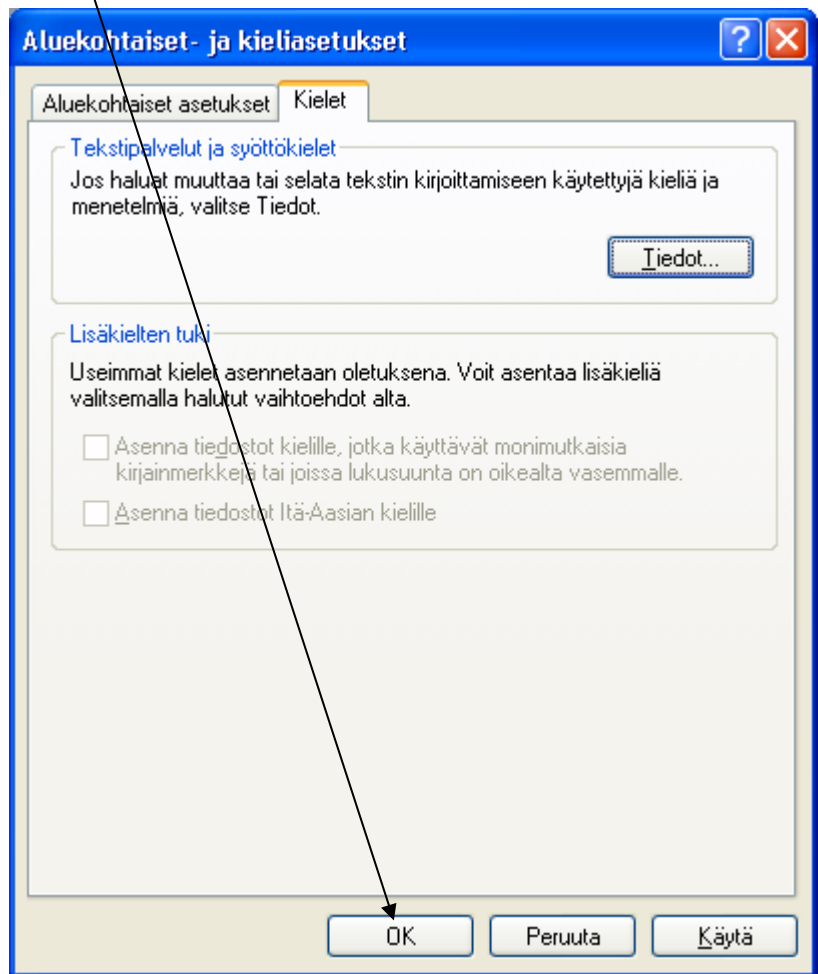 Aluekohtaiset- ja kieliasetukset
Aluekohtaiset asetukset Kielet
Tekstipalvelut ja syöttökielet
Jos haluat muuttaa tai selata tekstin kirjoittamiseen käytettyjä kieliä ja
menetelmiä, valitse Tiedot.
Tiedot...
Lisäkielten tuki
Useimmat kielet asennetaan oletuksena. Voit asentaa lisäkieliä
valitsemalla halutut vaihtoehdot alta.
Asenna tiedostot kielille, jotka käyttävät monimutkaisia
kirjainmerkkejä tai joissa lukusuunta on oikealta vasemmalle.
Asenna tiedostot Itä-Aasian kielille
OK Peruuta Käytä